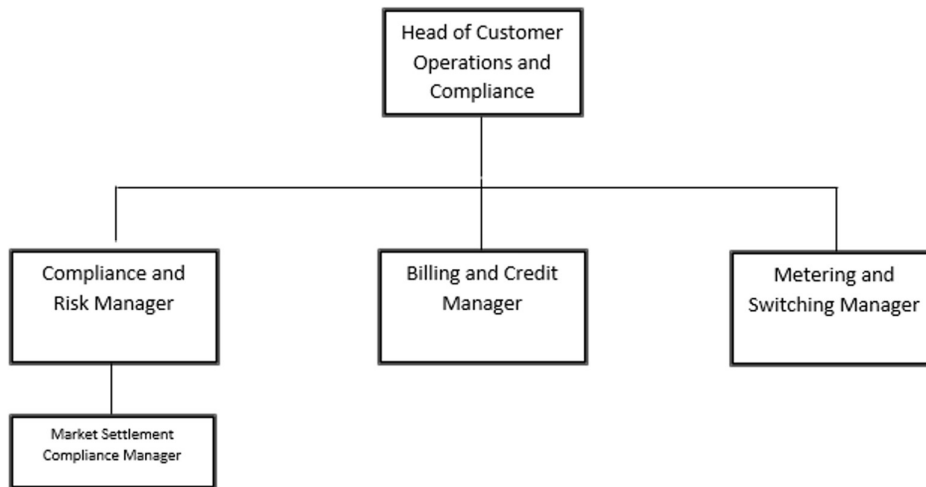 Head of Customer
Operations and
Compliance
Compliance and
Risk Manager
Billing and Credit
Manager
Metering and
Switching Manager
Market Settlement
Compliance Manager